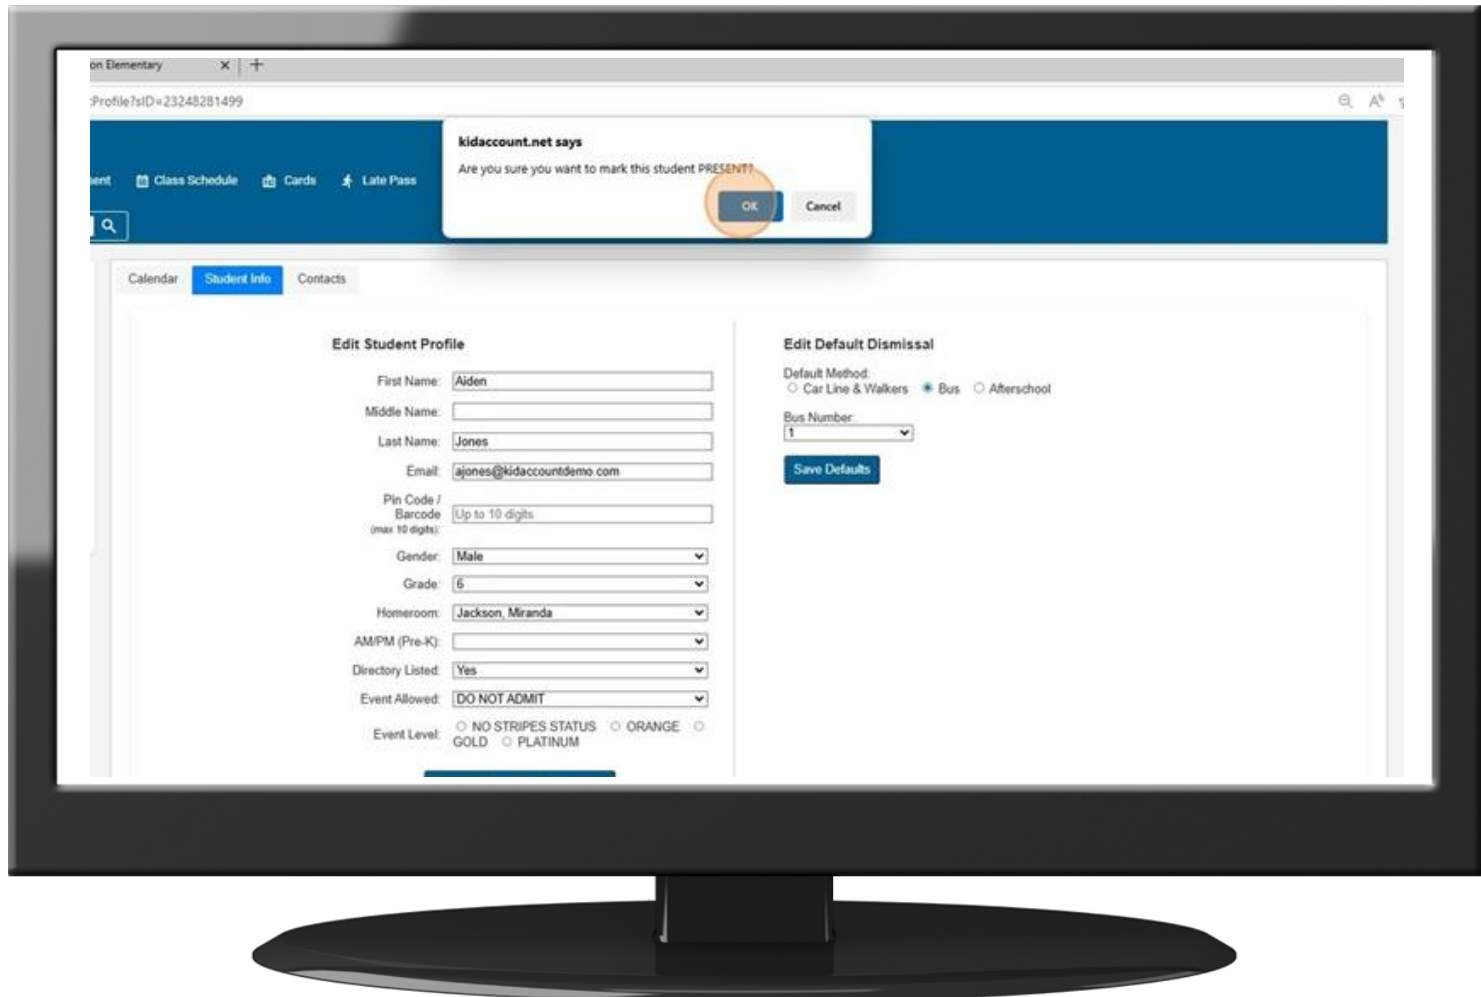 on Elementary
:Profile?sID=23248281499
kidaccount.net says
Are you sure you want to mark this student PRESENT?
OK Cancel
Class Schedule Cards Late Pass
Calendar Student Info Contacts
Edit Student Profile
First Name: Aiden
Middle Name:
Last Name: Jones
Email: ajones@kidaccountdemo.com
Pin Code /
Barcode
(max 10 digits): Up to 10 digits
Gender: Male
Grade: 6
Homeroom: Jackson, Miranda
AM/PM (Pre-K):
Directory Listed: Yes
Event Allowed: DO NOT ADMIT
Event Level: NO STRIPES STATUS ORANGE
GOLD PLATINUM
Edit Default Dismissal
Default Method:
Car Line & Walkers Bus Afterschool
Bus Number:
1
Save Defaults